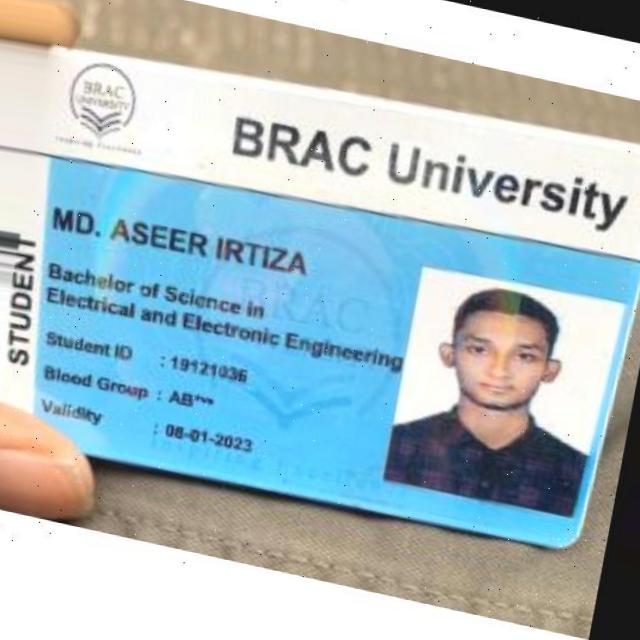 BRAC
UNIVERSITY
BRAC University
MD. ASEER IRTIZA
Bachelor of Science in
Electrical and Electronic Engineering
Student ID : 19121036
Blood Group : AB+ve
Validity : 08-01-2023
STUDENT
BRAC
Inspiring Excellence